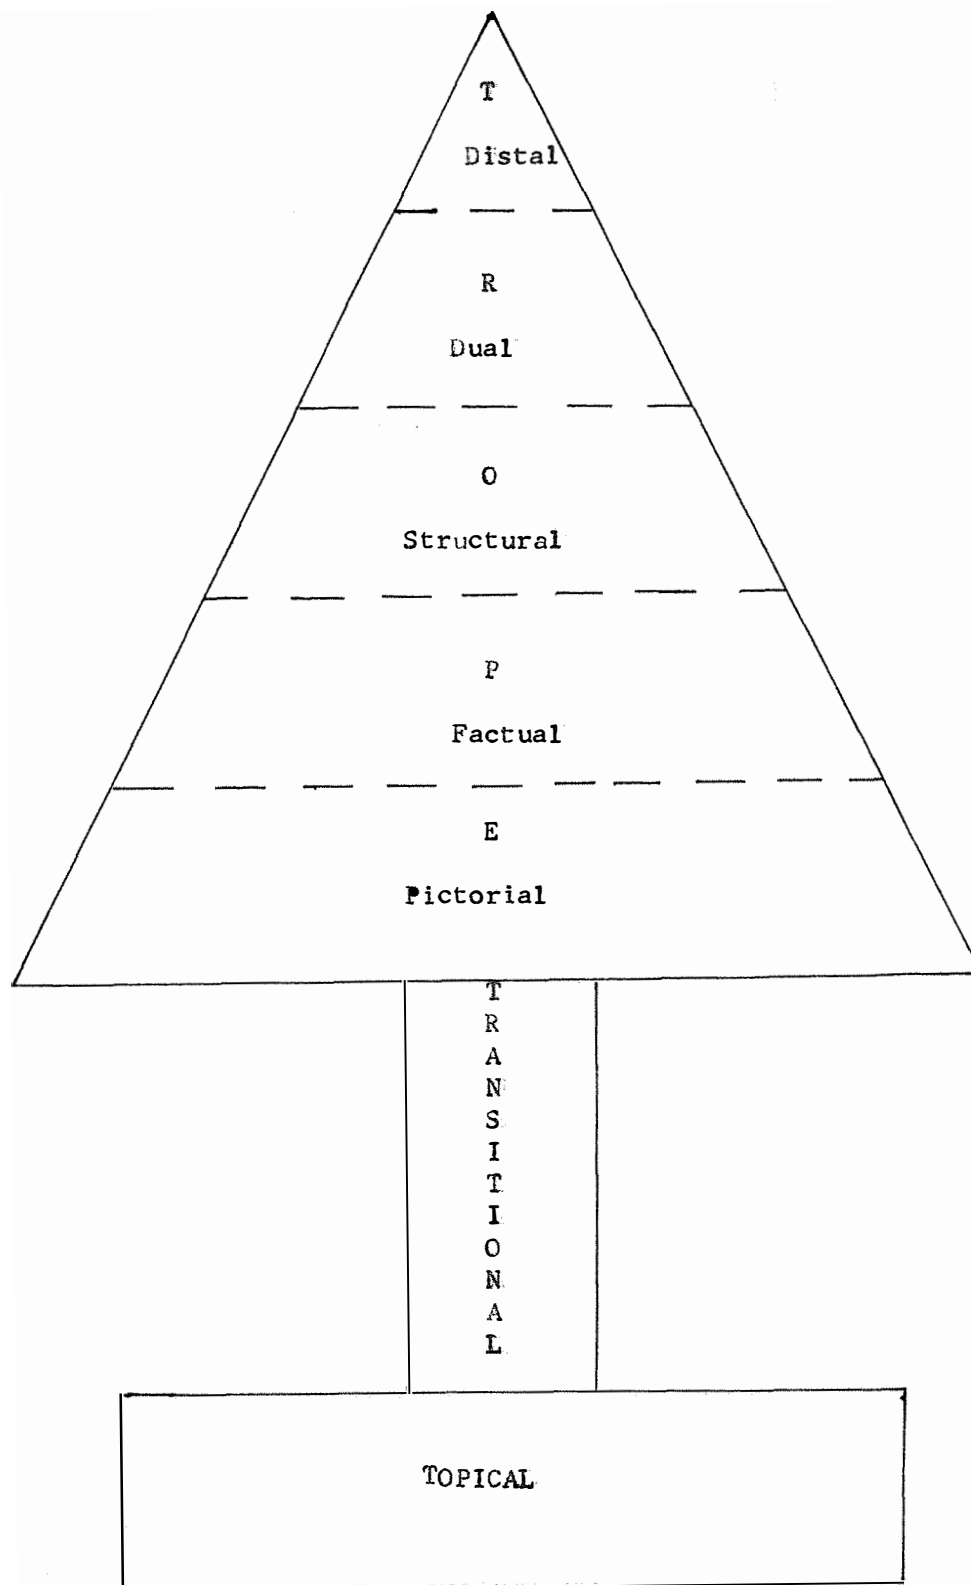 T
Distal
R
Dual
O
Structural
P
Factual
E
Pictorial
T
R
A
N
S
I
T
I
O
N
A
L
TOPICAL